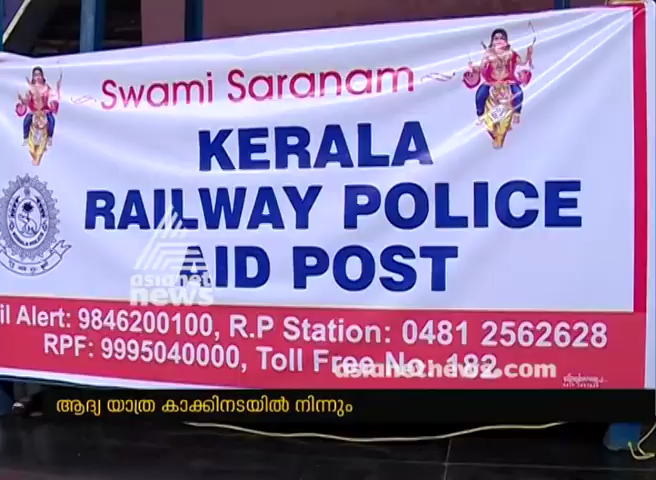 Swami Saranam
KERALA
RAILWAY POLICE
AID POST
asianet
news
il Alert: 9846200100, R.P Station: 0481 2562628
RPF: 9995040000, Toll Free No. 182
asianetnews.com
ആദ്യ യാത്ര കാക്കിനടയിൽ നിന്നും